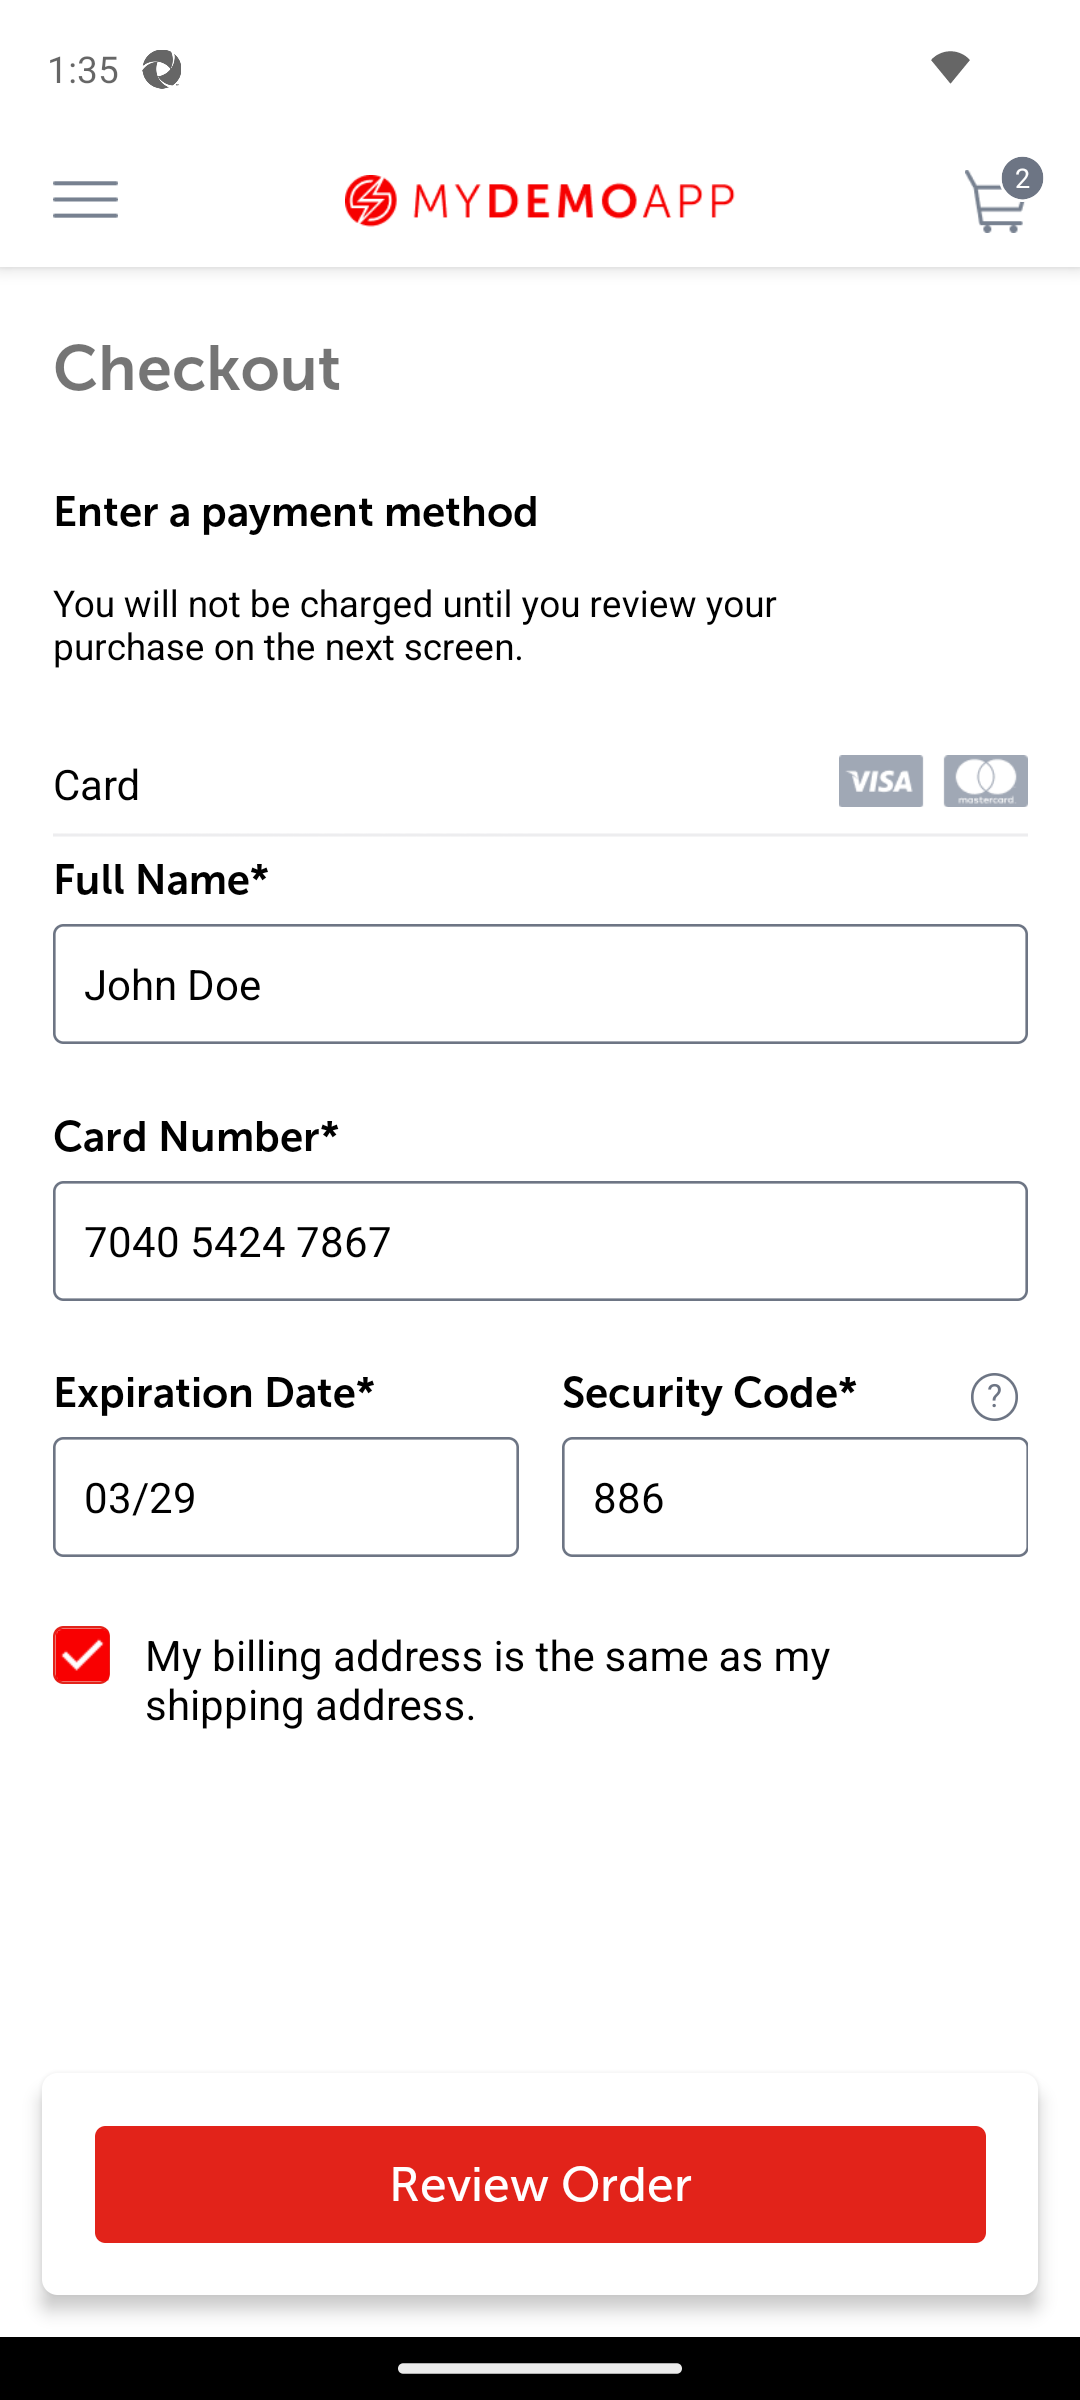 1:35
2
MYDEMOAPP
Checkout
Enter a payment method
You will not be charged until you review your
purchase on the next screen.
Card
VISA
mastercard
Full Name*
John Doe
Card Number*
7040 5424 7867
Expiration Date*
Security Code*
?
03/29
886
My billing address is the same as my
shipping address.
Review Order